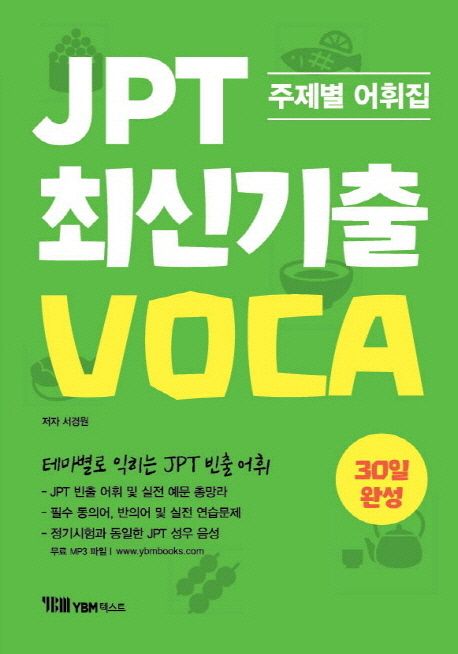 JPT
주제별 어휘집
최신기출
VOCA
저자 서경원
테마별로 익히는 JPT 빈출 어휘
- JPT 빈출 어휘 및 실전 예문 총망라
- 필수 동의어, 반의어 및 실전 연습문제
- 정기시험과 동일한 JPT 성우 음성
무료 MP3 파일 | www.ybmbooks.com
30일
완성
YBM YBM텍스트